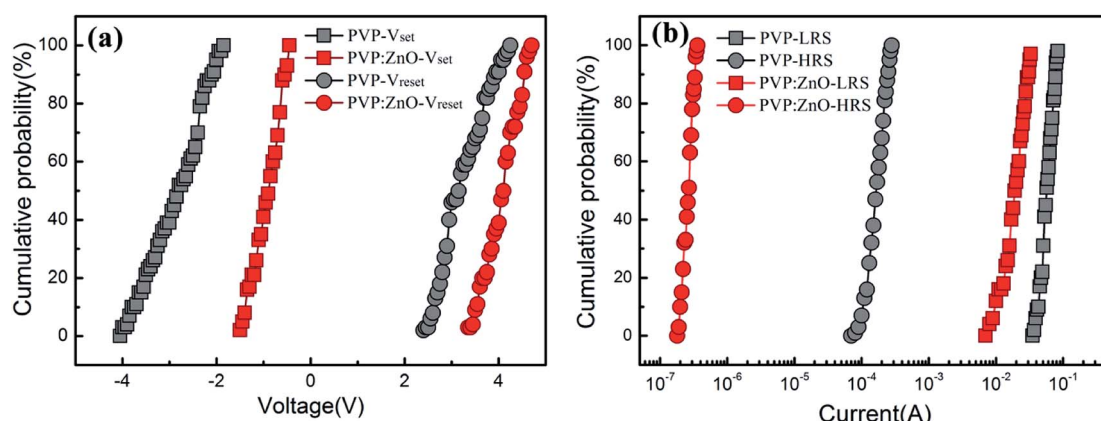 (a)
PVP-Vset
PVP:ZnO-Vset
PVP-Vreset
PVP:ZnO-Vreset
Cumulative probability(%)
100
80
60
40
20
0
-4 -2 0 2 4
Voltage(V)
(b)
PVP-LRS
PVP-HRS
PVP:ZnO-LRS
PVP:ZnO-HRS
Cumulative probability(%)
100
80
60
40
20
0
10⁻⁷ 10⁻⁶ 10⁻⁵ 10⁻⁴ 10⁻³ 10⁻² 10⁻¹
Current(A)